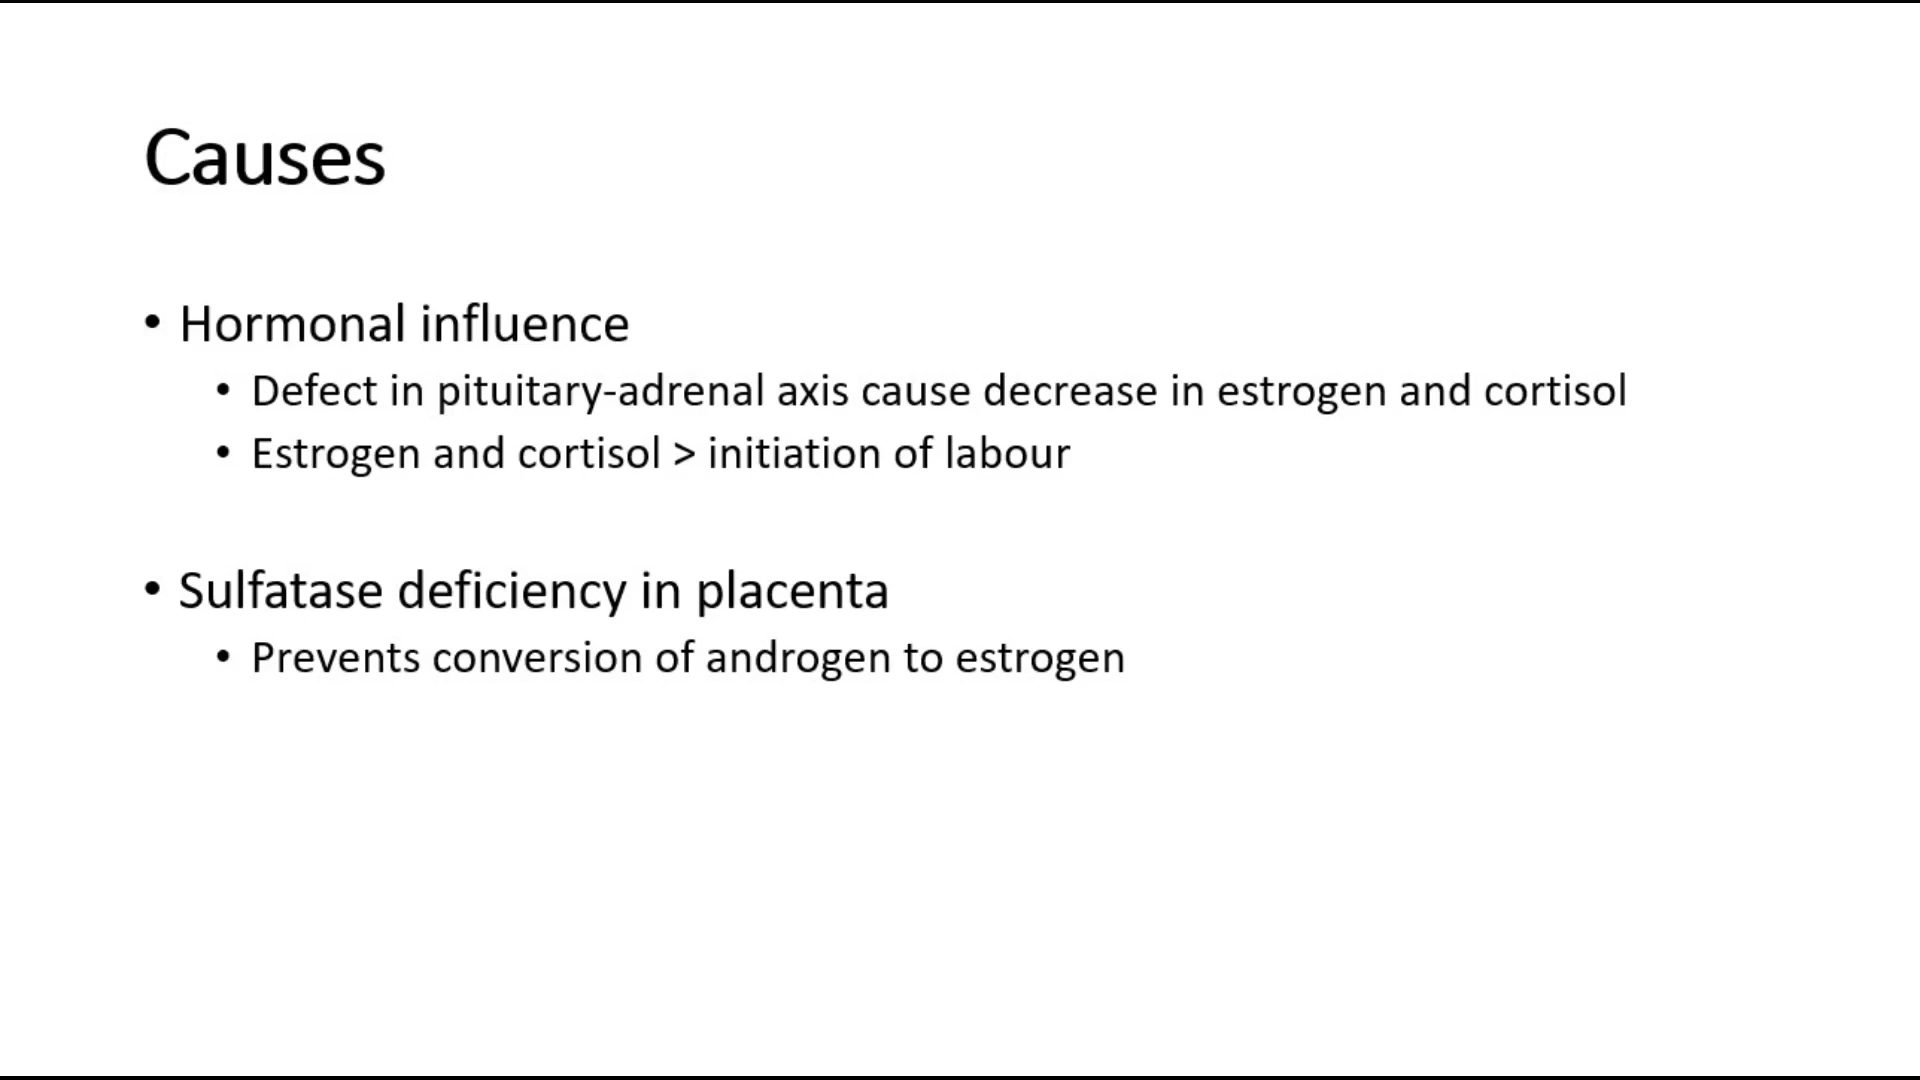 Causes
• Hormonal influence
• Defect in pituitary-adrenal axis cause decrease in estrogen and cortisol
• Estrogen and cortisol > initiation of labour
• Sulfatase deficiency in placenta
• Prevents conversion of androgen to estrogen